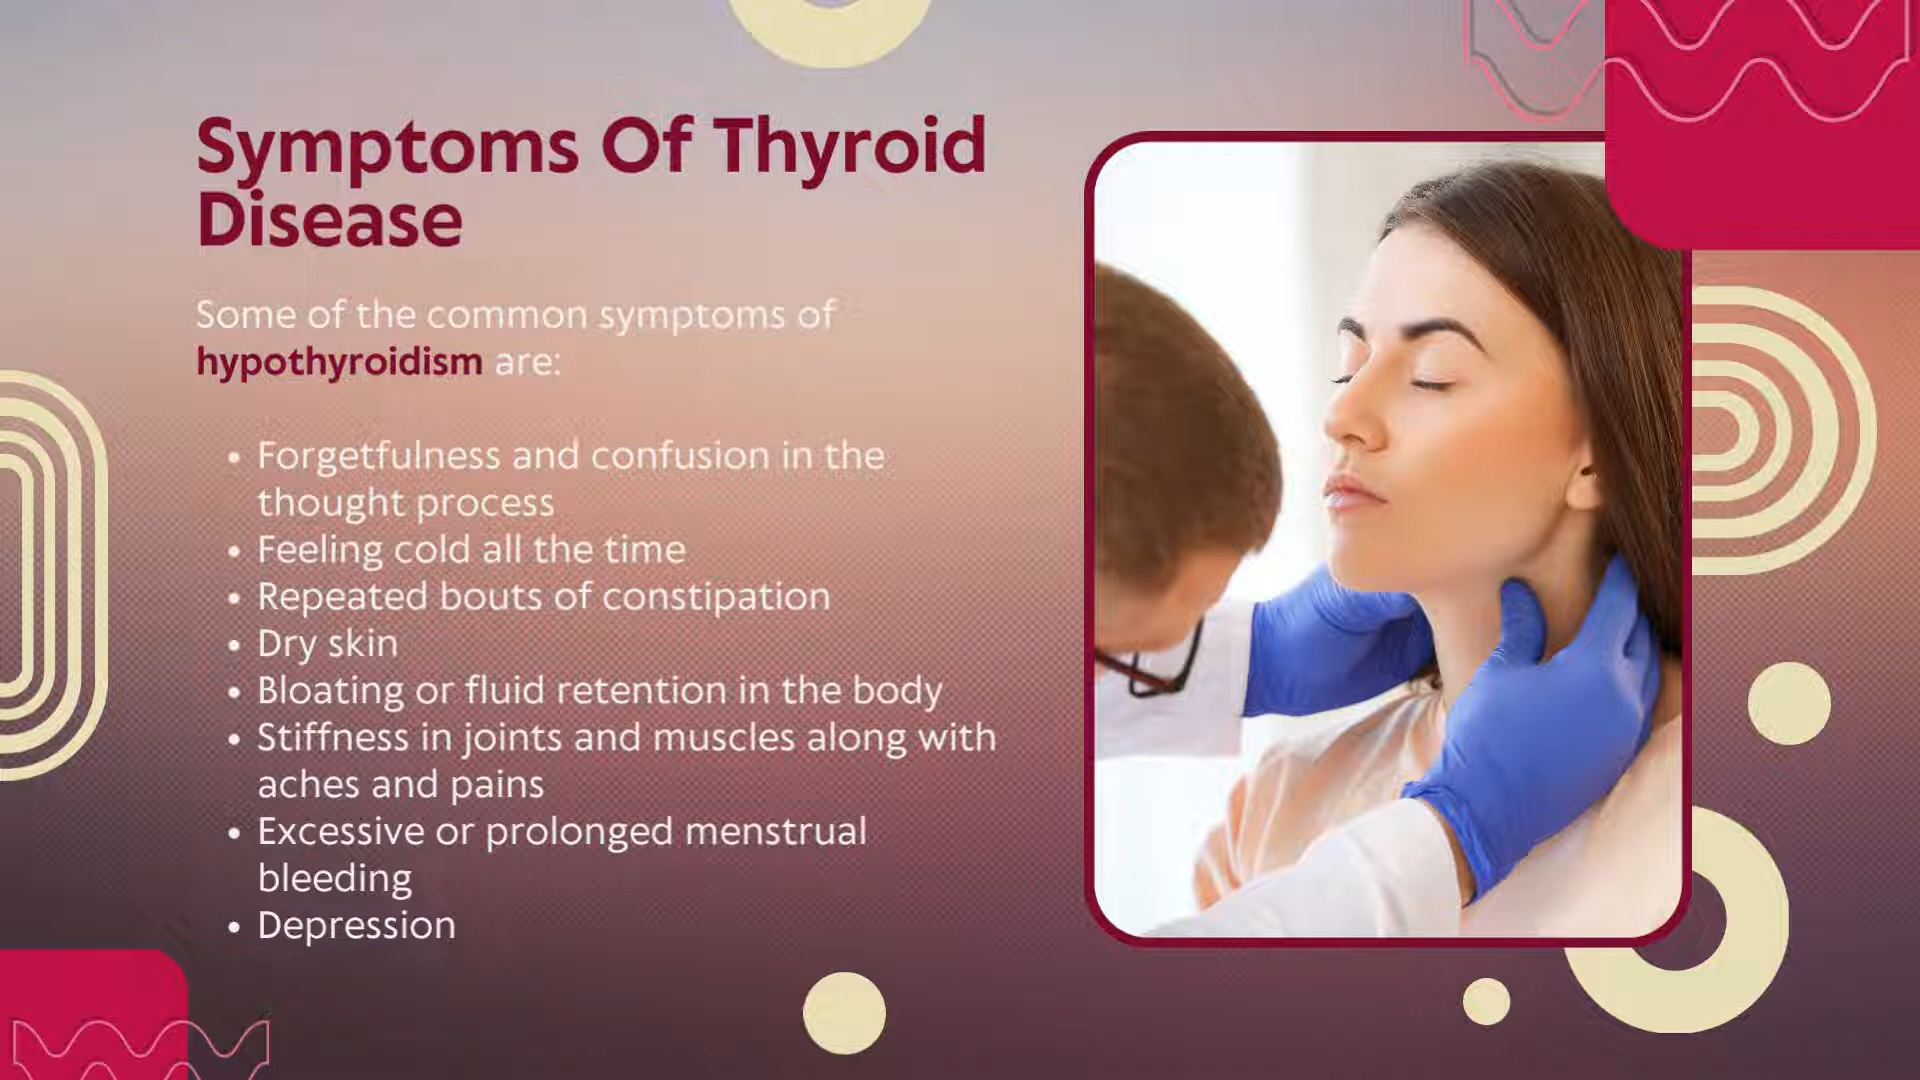 Symptoms Of Thyroid
Disease
Some of the common symptoms of
hypothyroidism are:
• Forgetfulness and confusion in the
thought process
• Feeling cold all the time
• Repeated bouts of constipation
• Dry skin
• Bloating or fluid retention in the body
• Stiffness in joints and muscles along with
aches and pains
• Excessive or prolonged menstrual
bleeding
• Depression